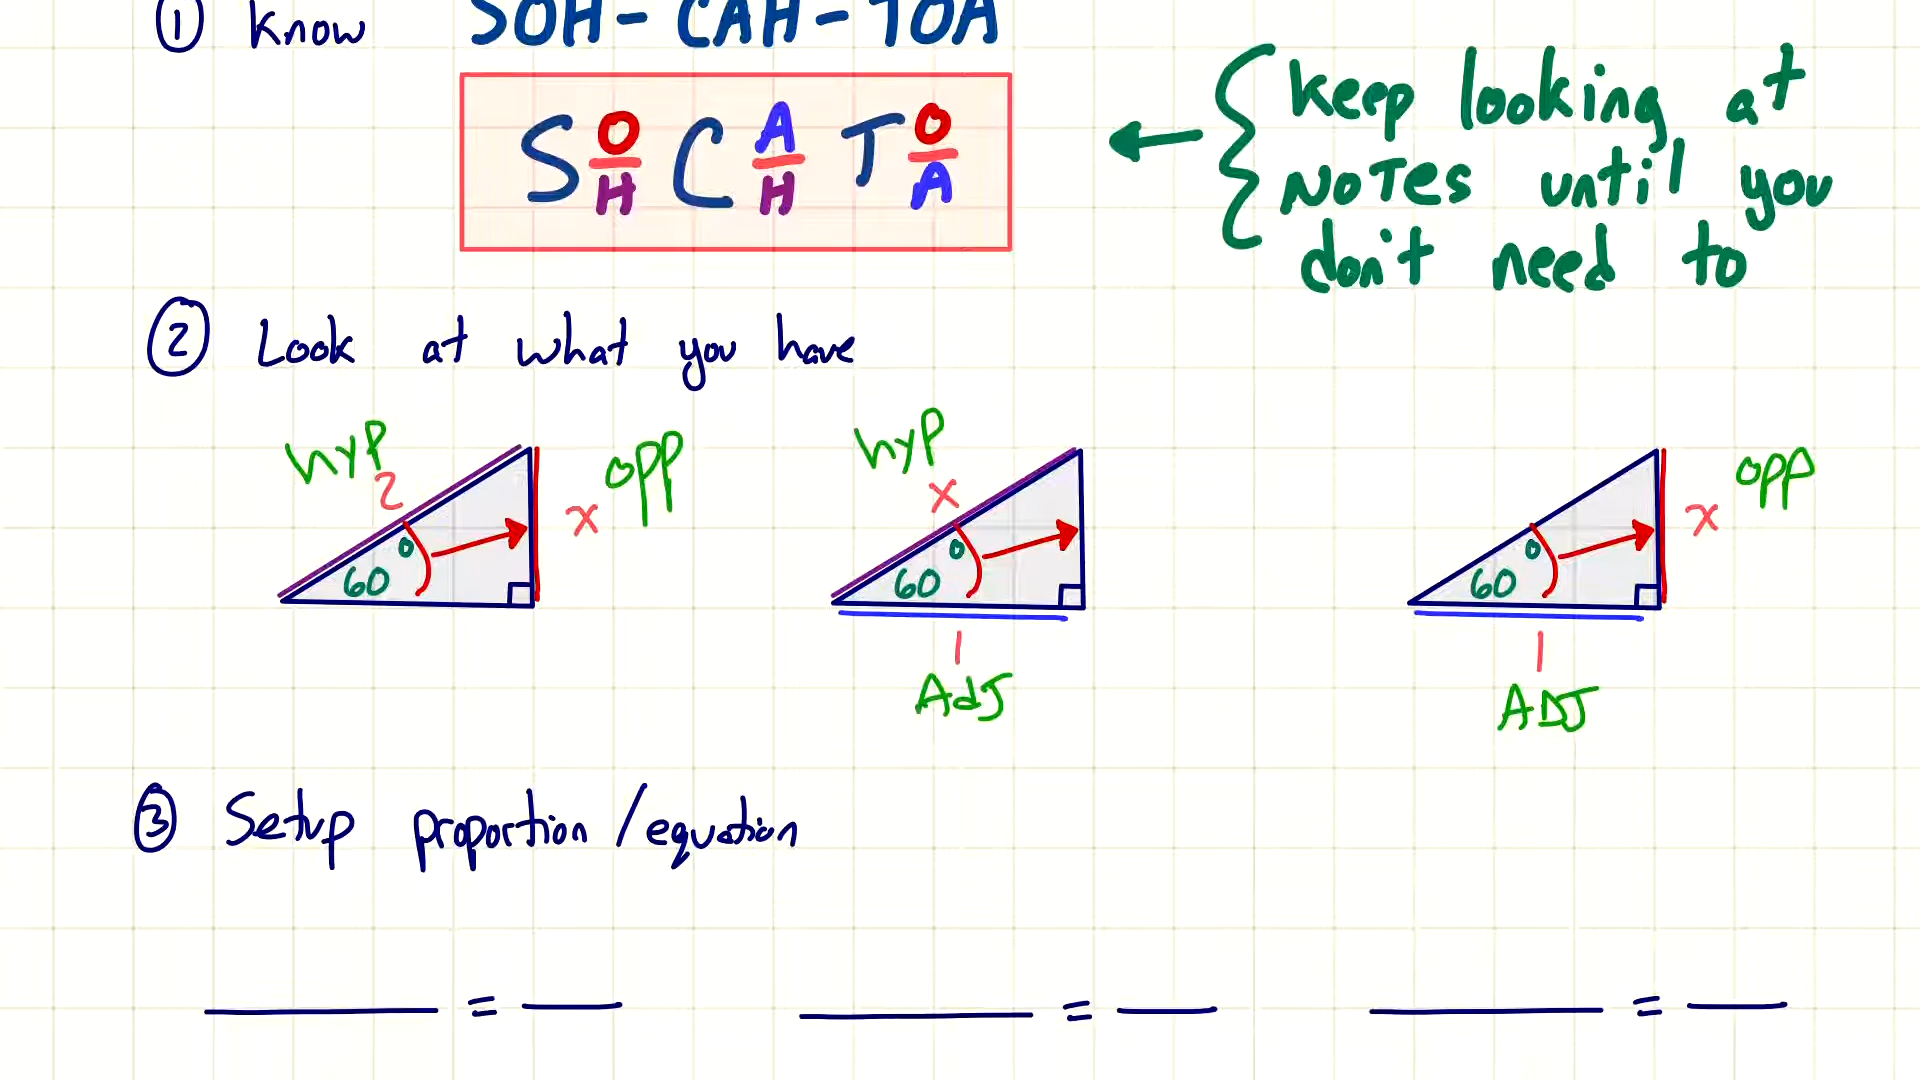 ① Know SOH - CAH - TOA
S O/H C A/H T O/A
← { Keep looking at
NOTES until you
don't need to
② Look at what you have
hyp 2 opp x 60°
hyp x 60° 1 AdJ
opp x 60° 1 ADJ
③ Setup proportion / equation
= = =